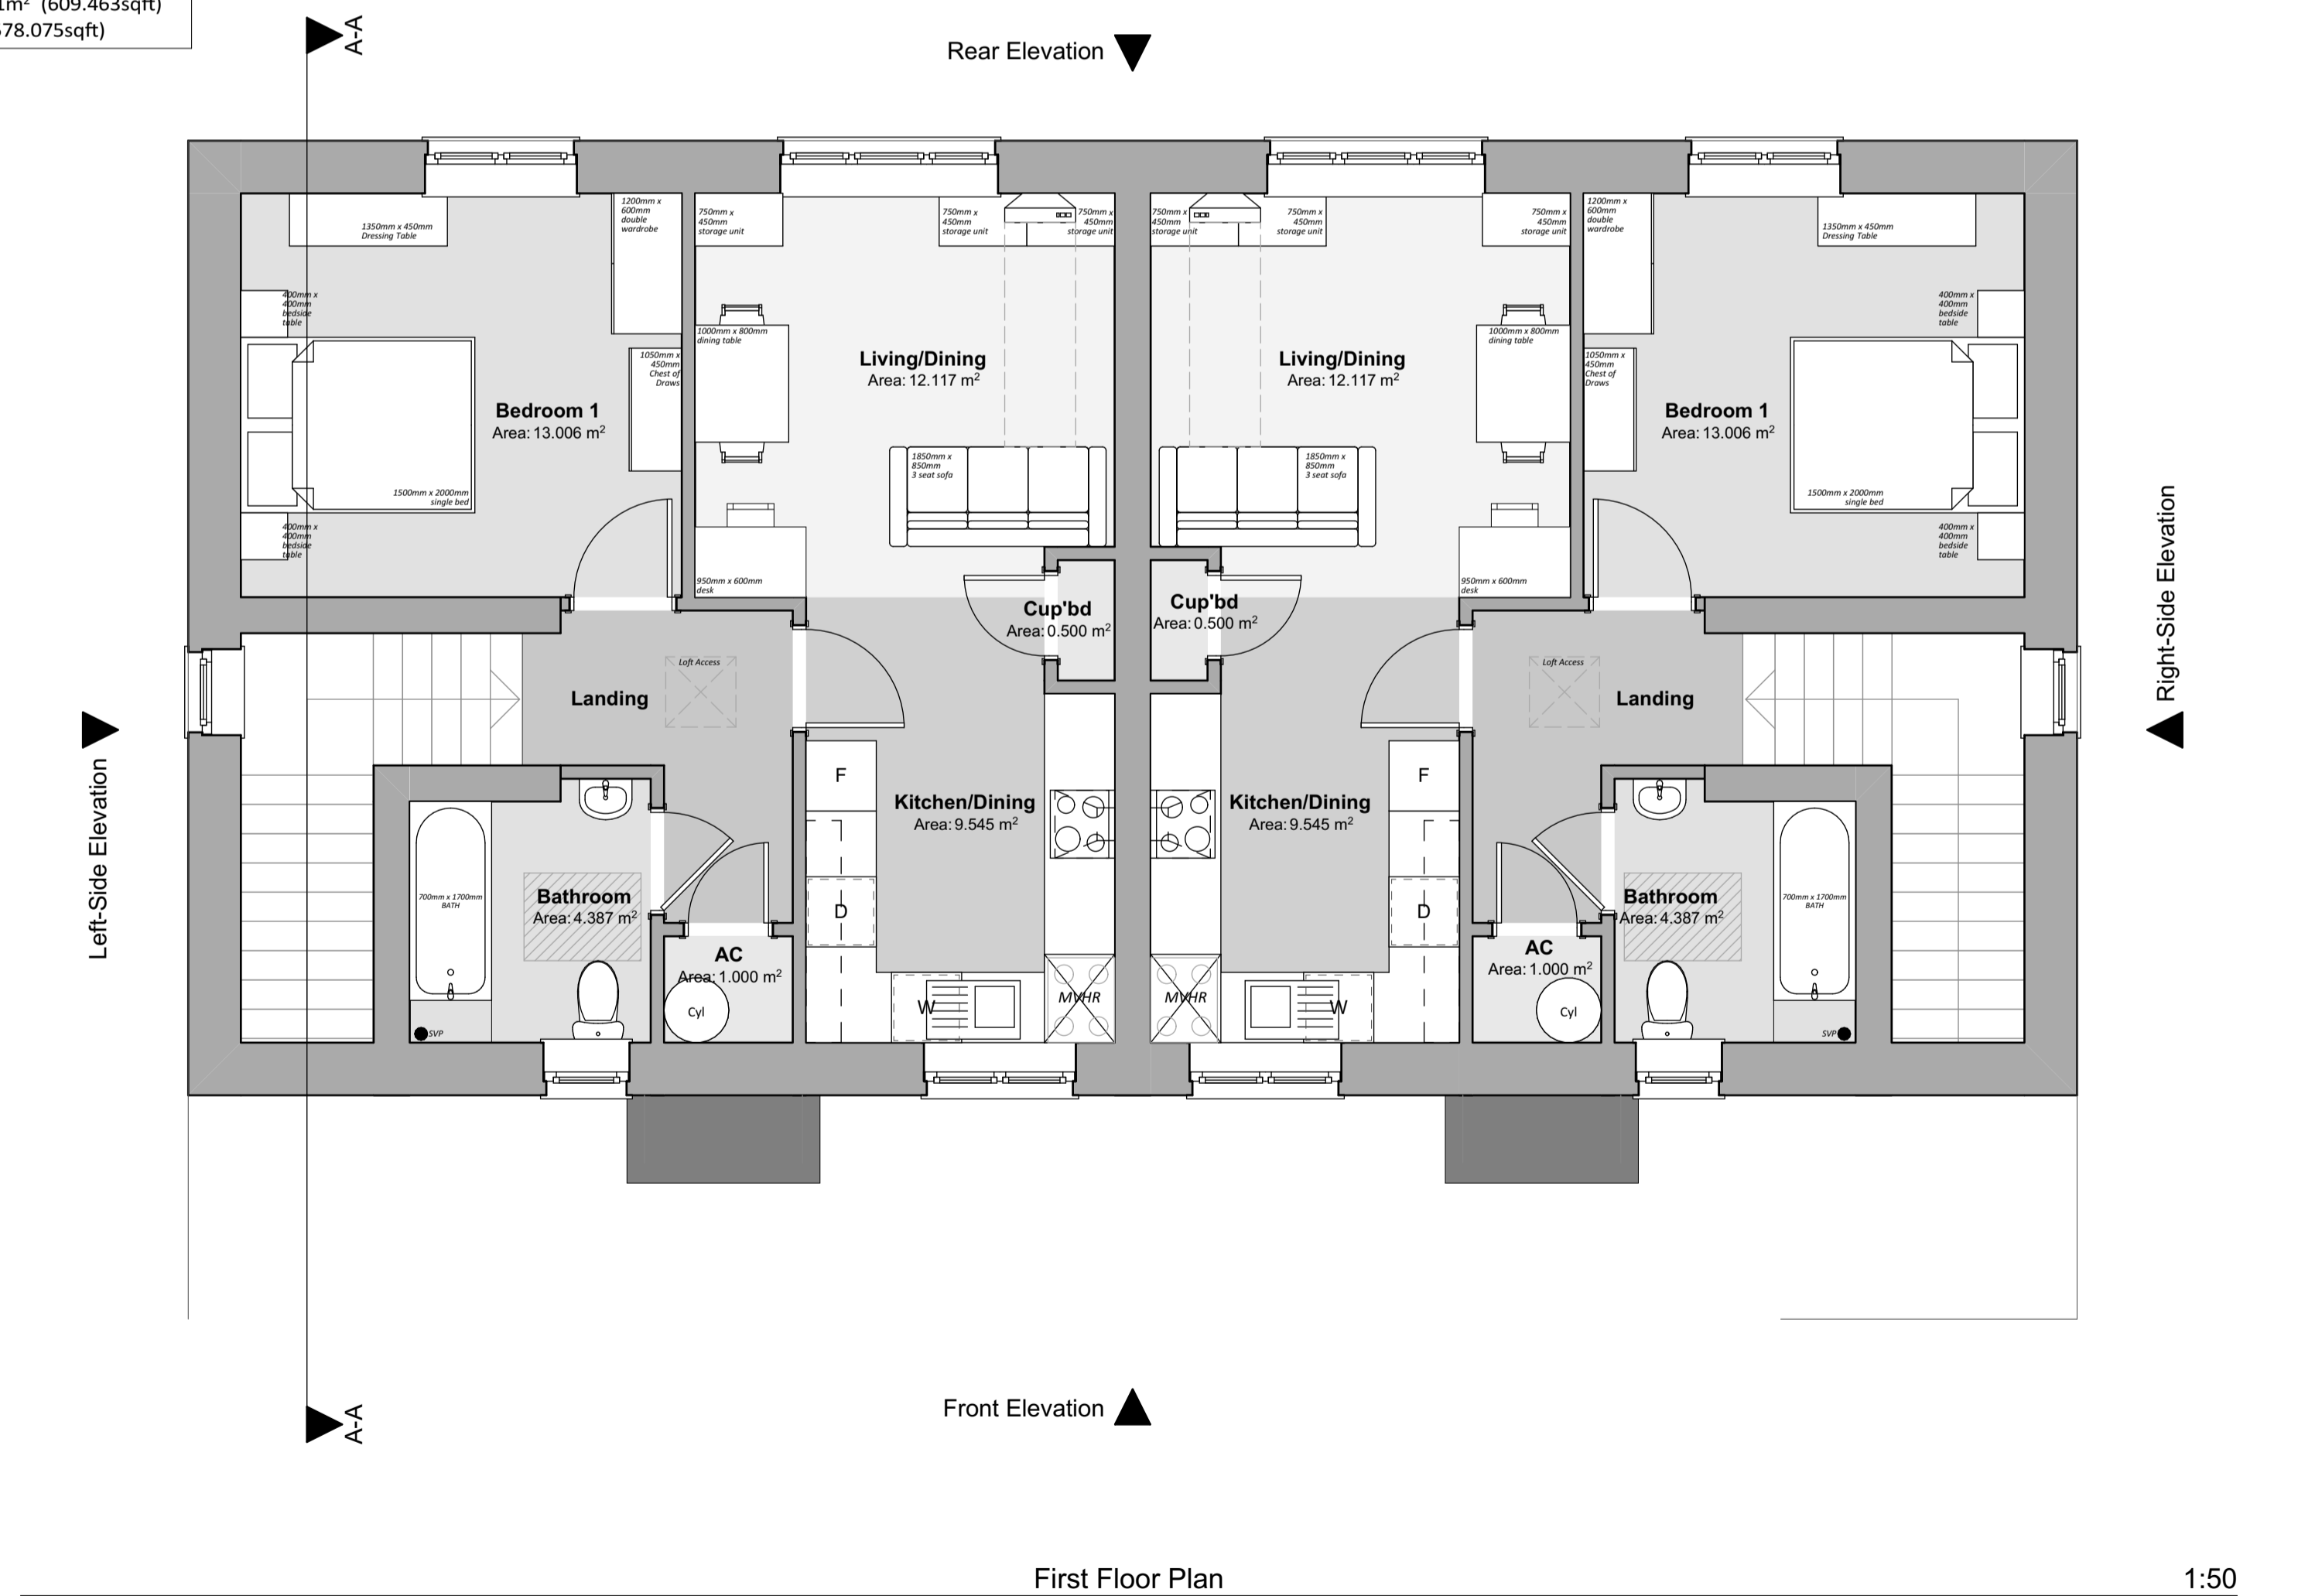 1m² (609.463sqft)
78.075sqft)
A-A
Rear Elevation
1350mm x 450mm
Dressing Table
1200mm x
600mm
double
wardrobe
750mm x
450mm
storage unit
750mm x
450mm
storage unit
750mm x
450mm
storage unit
750mm x
450mm
storage unit
750mm x
450mm
storage unit
750mm x
450mm
storage unit
1200mm x
600mm
double
wardrobe
1350mm x 450mm
Dressing Table
400mm x
400mm
bedside
table
1050mm x
450mm
Chest of
Draws
1000mm x 800mm
dining table
Living/Dining
Area: 12.117 m²
Living/Dining
Area: 12.117 m²
1000mm x 800mm
dining table
1050mm x
450mm
Chest of
Draws
400mm x
400mm
bedside
table
Bedroom 1
Area: 13.006 m²
Bedroom 1
Area: 13.006 m²
1500mm x 2000mm
single bed
1850mm x
850mm
3 seat sofa
1850mm x
850mm
3 seat sofa
1500mm x 2000mm
single bed
400mm x
400mm
bedside
table
950mm x 600mm
desk
950mm x 600mm
desk
400mm x
400mm
bedside
table
Cup'bd
Area: 0.500 m²
Cup'bd
Area: 0.500 m²
Loft Access
Landing
Loft Access
Landing
Left-Side Elevation
Right-Side Elevation
F
Kitchen/Dining
Area: 9.545 m²
Kitchen/Dining
Area: 9.545 m²
F
700mm x 1700mm
BATH
Bathroom
Area: 4.387 m²
D
D
Bathroom
Area: 4.387 m²
700mm x 1700mm
BATH
AC
Area: 1.000 m²
AC
Area: 1.000 m²
Cyl
W
MVHR
MVHR
W
Cyl
SVP
SVP
Front Elevation
A-A
First Floor Plan
1:50